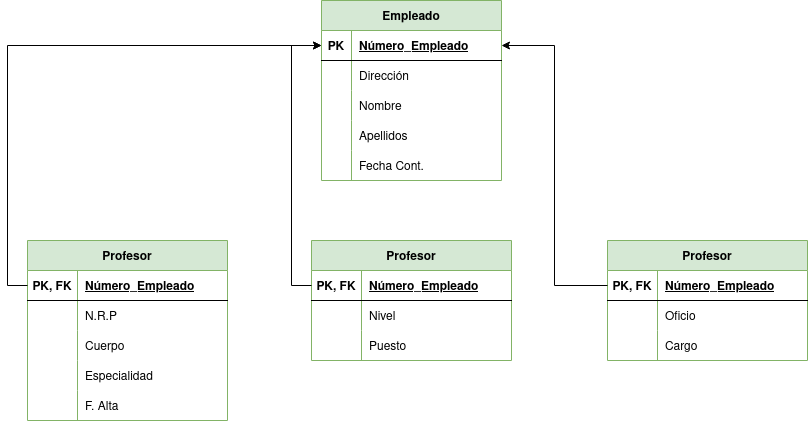 Empleado
PK Número_Empleado
Dirección
Nombre
Apellidos
Fecha Cont.
Profesor
PK, FK Número_Empleado
N.R.P
Cuerpo
Especialidad
F. Alta
Profesor
PK, FK Número_Empleado
Nivel
Puesto
Profesor
PK, FK Número_Empleado
Oficio
Cargo